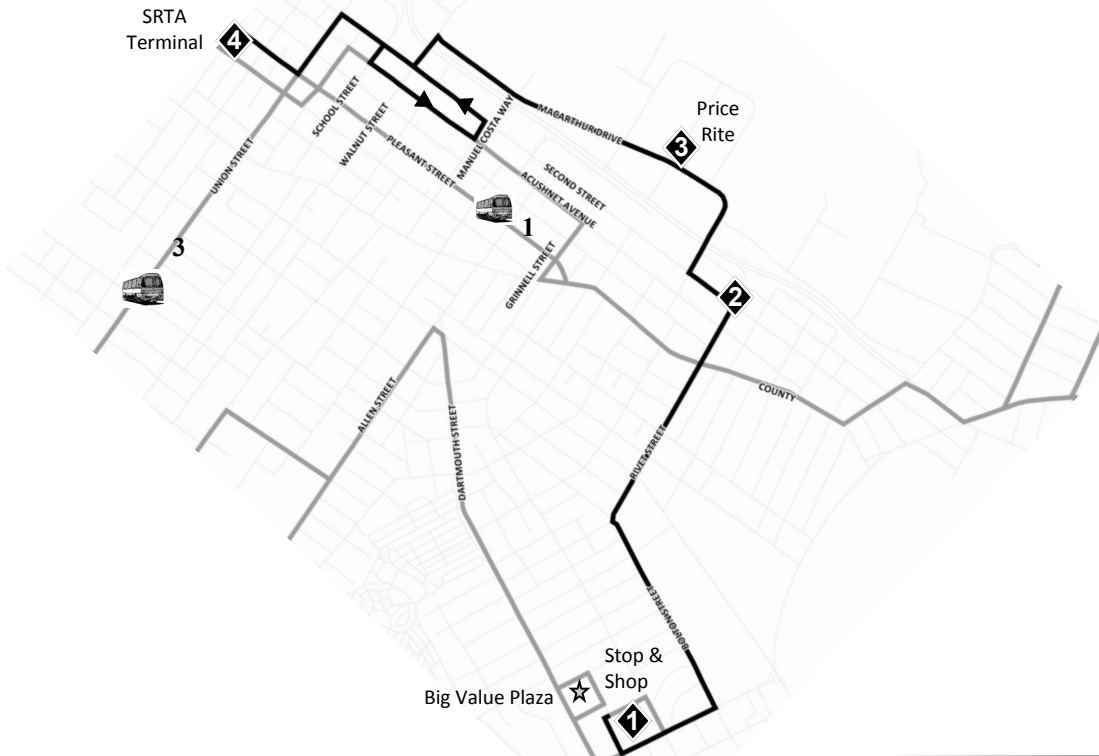 SRTA
Terminal
4
SCHOOL STREET
WALNUT STREET
PLEASANT STREET
MANUEL COSTA WAY
MACARTHUR DRIVE
Price
Rite
3
UNION STREET
SECOND STREET
ACUSHNET AVENUE
1
3
GRINNELL STREET
2
COUNTY
ALLEN STREET
DARTMOUTH STREET
RIVET STREET
BOLTON STREET
Stop &
Shop
Big Value Plaza
1